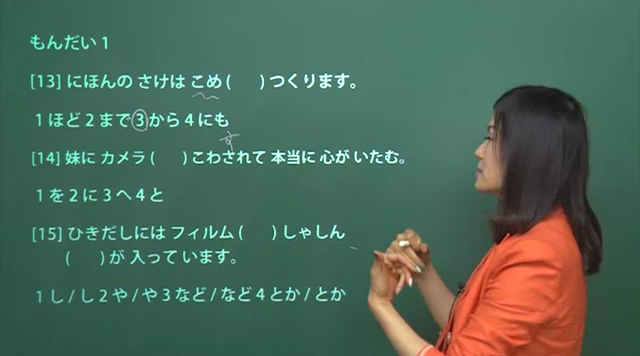 もんだい1
[13] にほんの さけは こめ (　　) つくります。
1 ほど 2 まで 3 から 4 にも
す
[14] 妹に カメラ (　　) こわされて 本当に 心が いたむ。
1 を 2 に 3 へ 4 と
[15] ひきだしには フィルム (　　) しゃしん
(　　) が 入って います。
1 し / し 2 や / や 3 など / など 4 とか / とか